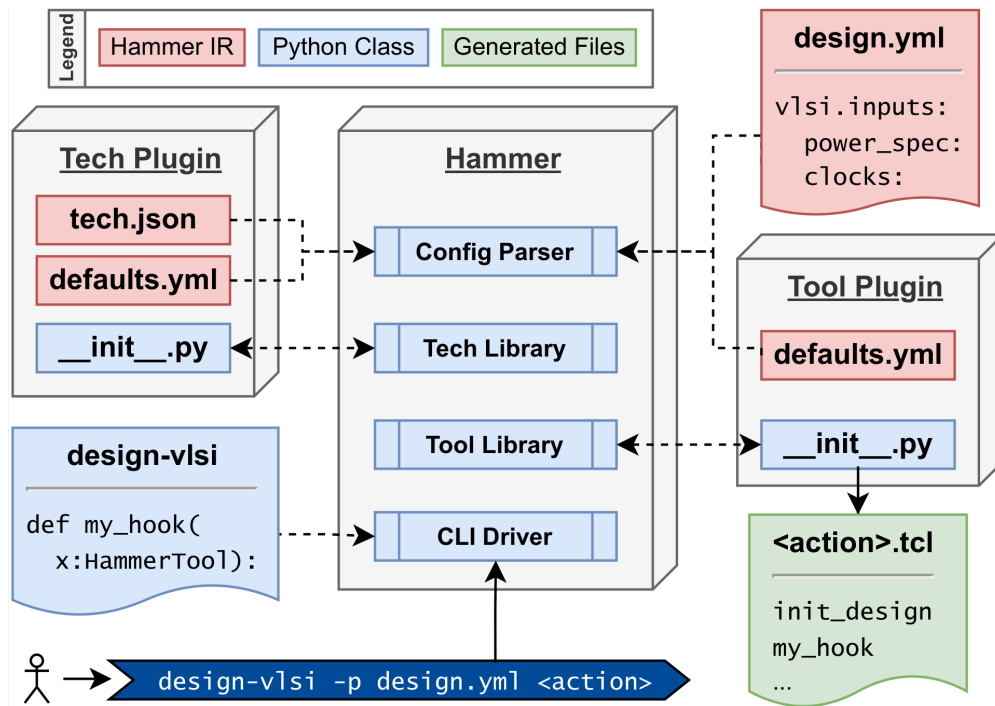 Legend
Hammer IR
Python Class
Generated Files
design.yml
vlsi.inputs:
power_spec:
clocks:
Tech Plugin
tech.json
defaults.yml
__init__.py
Hammer
Config Parser
Tech Library
Tool Library
CLI Driver
Tool Plugin
defaults.yml
__init__.py
design-vlsi
def my_hook(
x:HammerTool):
<action>.tcl
init_design
my_hook
...
design-vlsi -p design.yml <action>